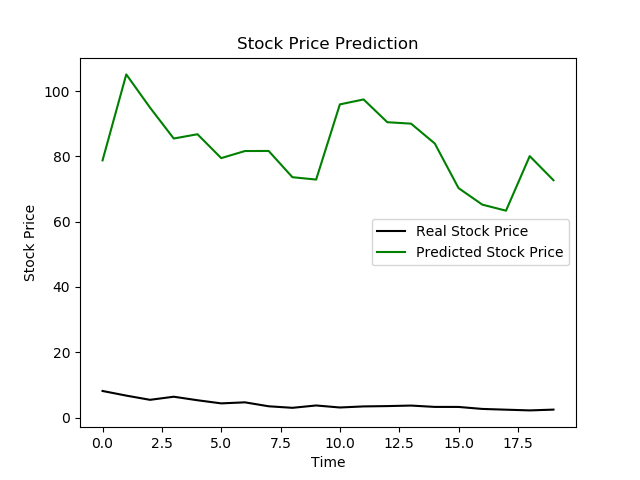 Stock Price Prediction
100
80
60
40
20
0
Stock Price
Real Stock Price
Predicted Stock Price
0.0 2.5 5.0 7.5 10.0 12.5 15.0 17.5
Time